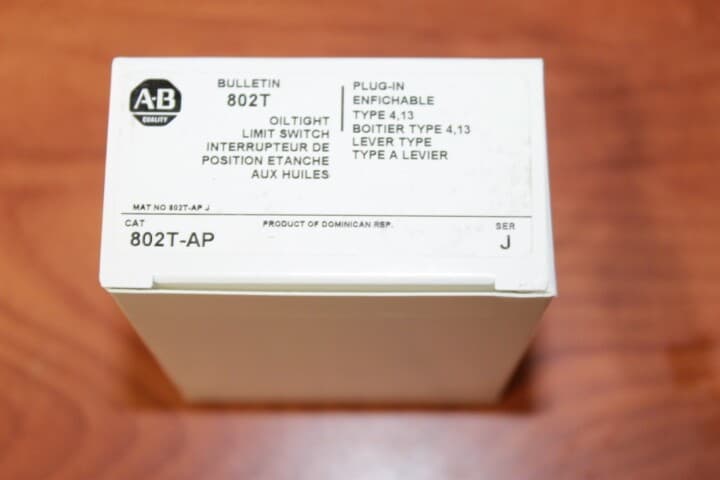 A-B
QUALITY
BULLETIN
802T
OILTIGHT
LIMIT SWITCH
INTERRUPTEUR DE
POSITION ETANCHE
AUX HUILES
PLUG-IN
ENFICHABLE
TYPE 4,13
BOITIER TYPE 4,13
LEVER TYPE
TYPE A LEVIER
MAT NO 802T-AP J
CAT
802T-AP
PRODUCT OF DOMINICAN REP.
SER
J